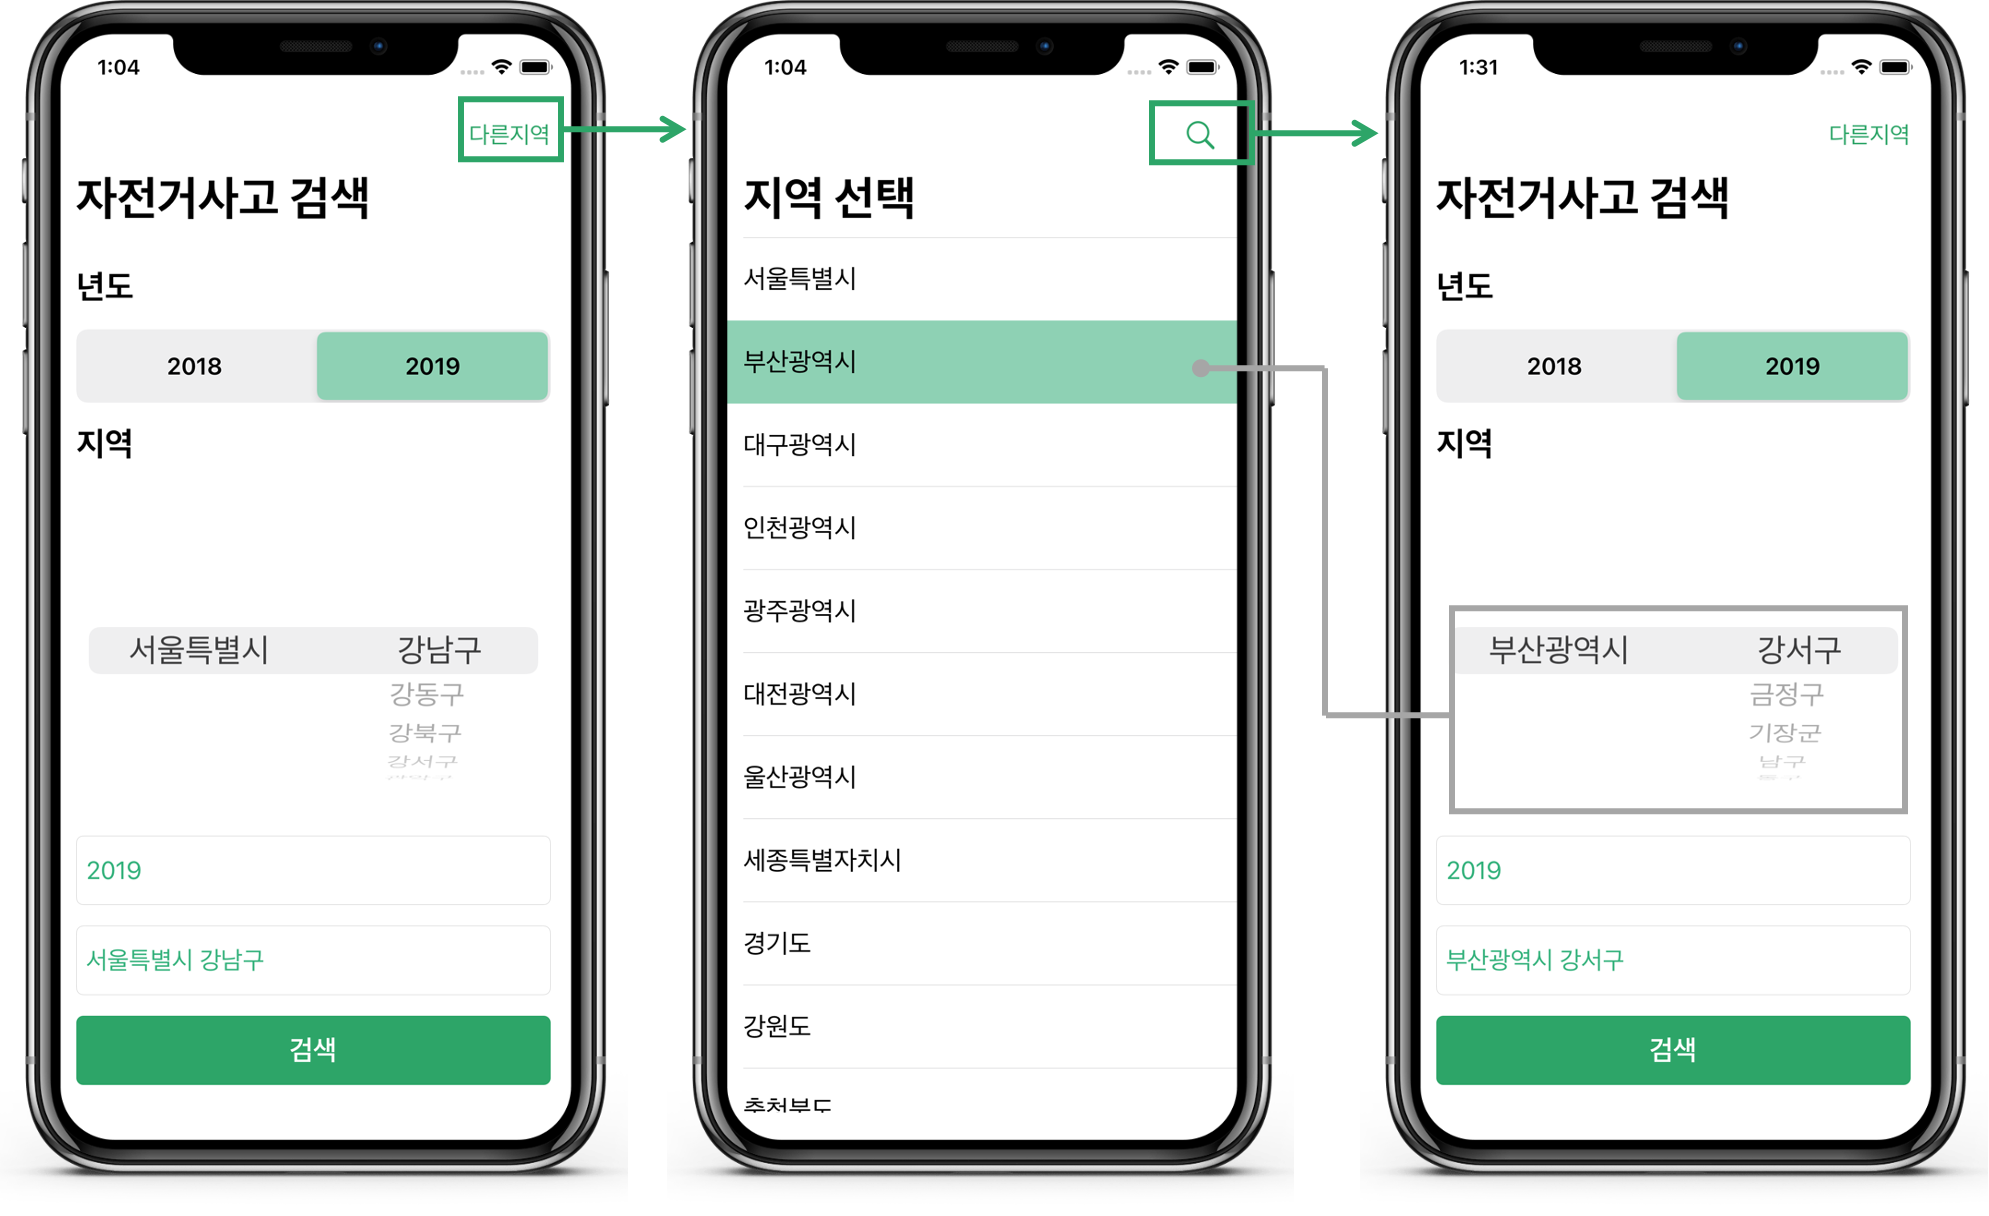 1:04
다른지역
자전거사고 검색
년도
2018 2019
지역
서울특별시 강남구
강동구
강북구
강서구
2019
서울특별시 강남구
검색
1:04
지역 선택
서울특별시
부산광역시
대구광역시
인천광역시
광주광역시
대전광역시
울산광역시
세종특별자치시
경기도
강원도
충청북도
1:31
다른지역
자전거사고 검색
년도
2018 2019
지역
부산광역시 강서구
금정구
기장군
남구
2019
부산광역시 강서구
검색